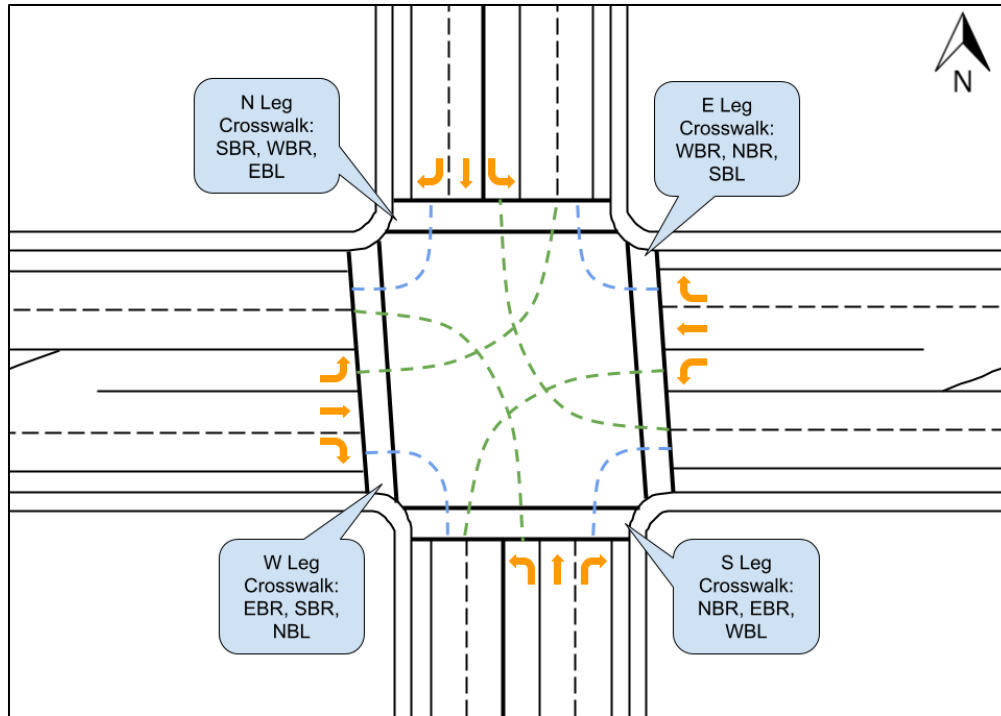 N Leg
Crosswalk:
SBR, WBR,
EBL
E Leg
Crosswalk:
WBR, NBR,
SBL
N
W Leg
Crosswalk:
EBR, SBR,
NBL
S Leg
Crosswalk:
NBR, EBR,
WBL